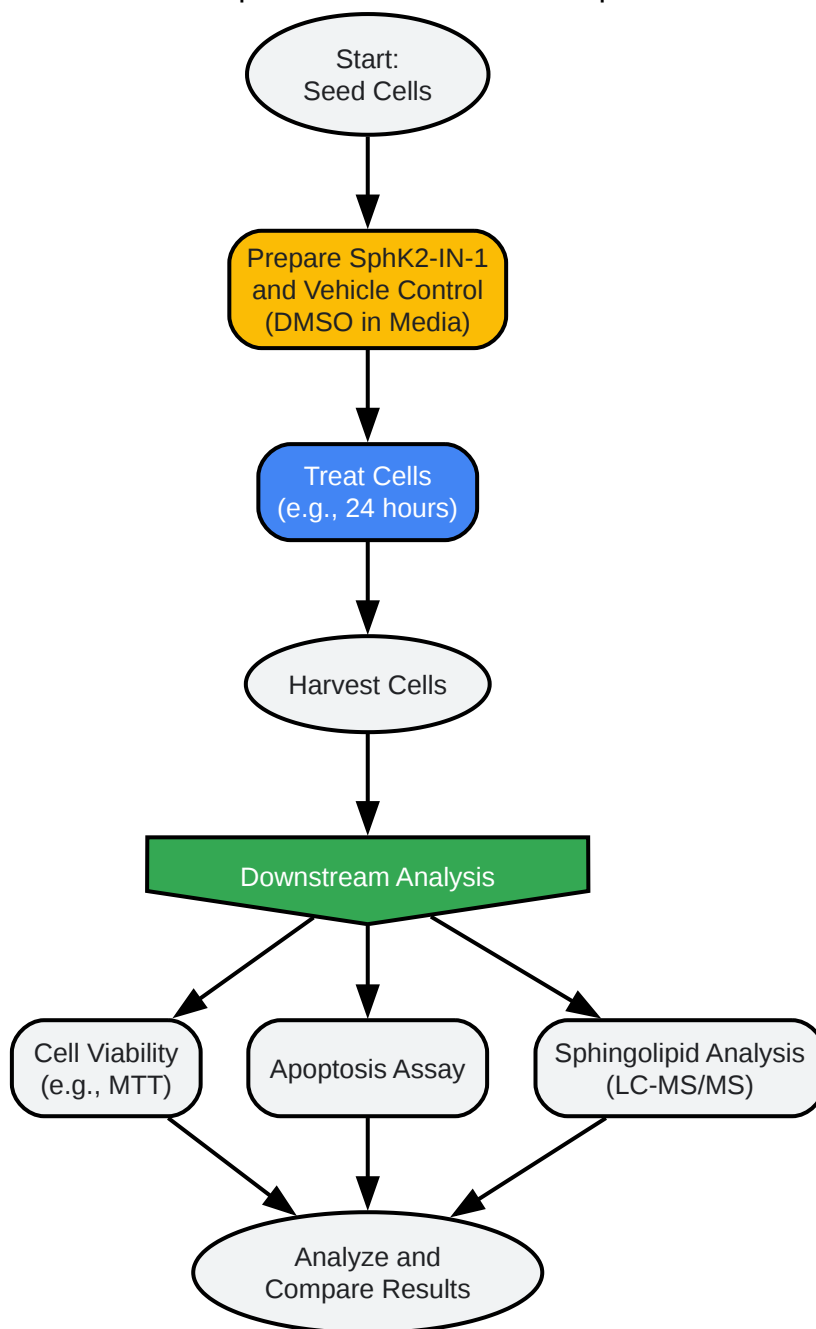 Start:
Seed Cells
Prepare SphK2-IN-1
and Vehicle Control
(DMSO in Media)
Treat Cells
(e.g., 24 hours)
Harvest Cells
Downstream Analysis
Cell Viability
(e.g., MTT)
Apoptosis Assay
Sphingolipid Analysis
(LC-MS/MS)
Analyze and
Compare Results